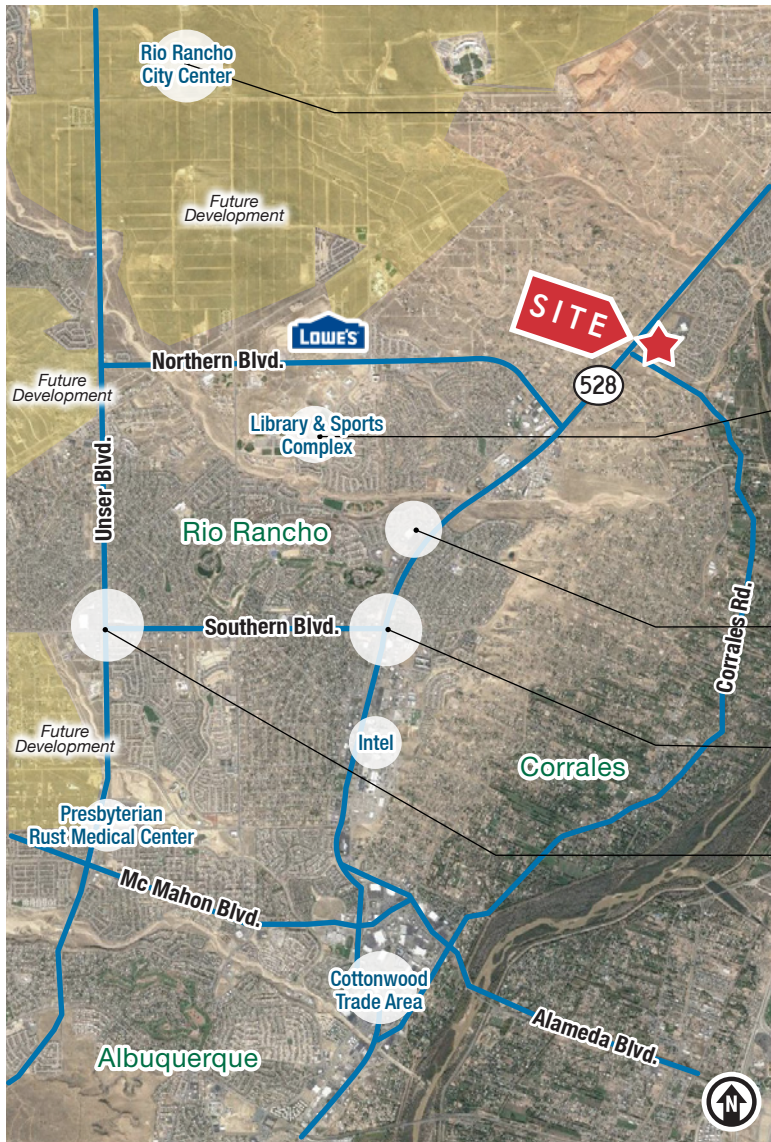 Rio Rancho
City Center
Future
Development
SITE
LOWE'S
Northern Blvd.
528
Future
Development
Library & Sports
Complex
Unser Blvd.
Rio Rancho
Southern Blvd.
Corrales Rd.
Future
Development
Intel
Corrales
Presbyterian
Rust Medical Center
Mc Mahon Blvd.
Cottonwood
Trade Area
Alameda Blvd.
Albuquerque
N